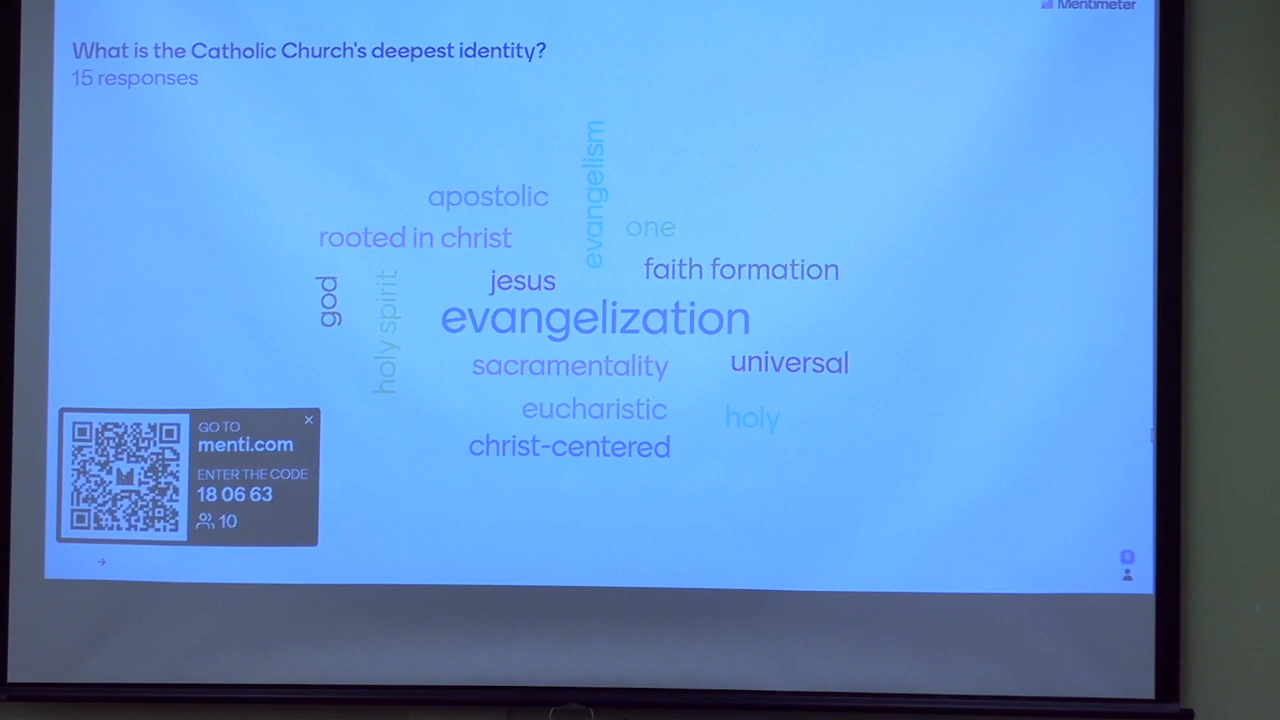 Mentimeter
What is the Catholic Church's deepest identity?
15 responses
evangelism
apostolic
one
rooted in christ
faith formation
god
holy spirit
jesus
evangelization
sacramentality
universal
eucharistic
holy
christ-centered
GO TO
menti.com
ENTER THE CODE
18 06 63
10